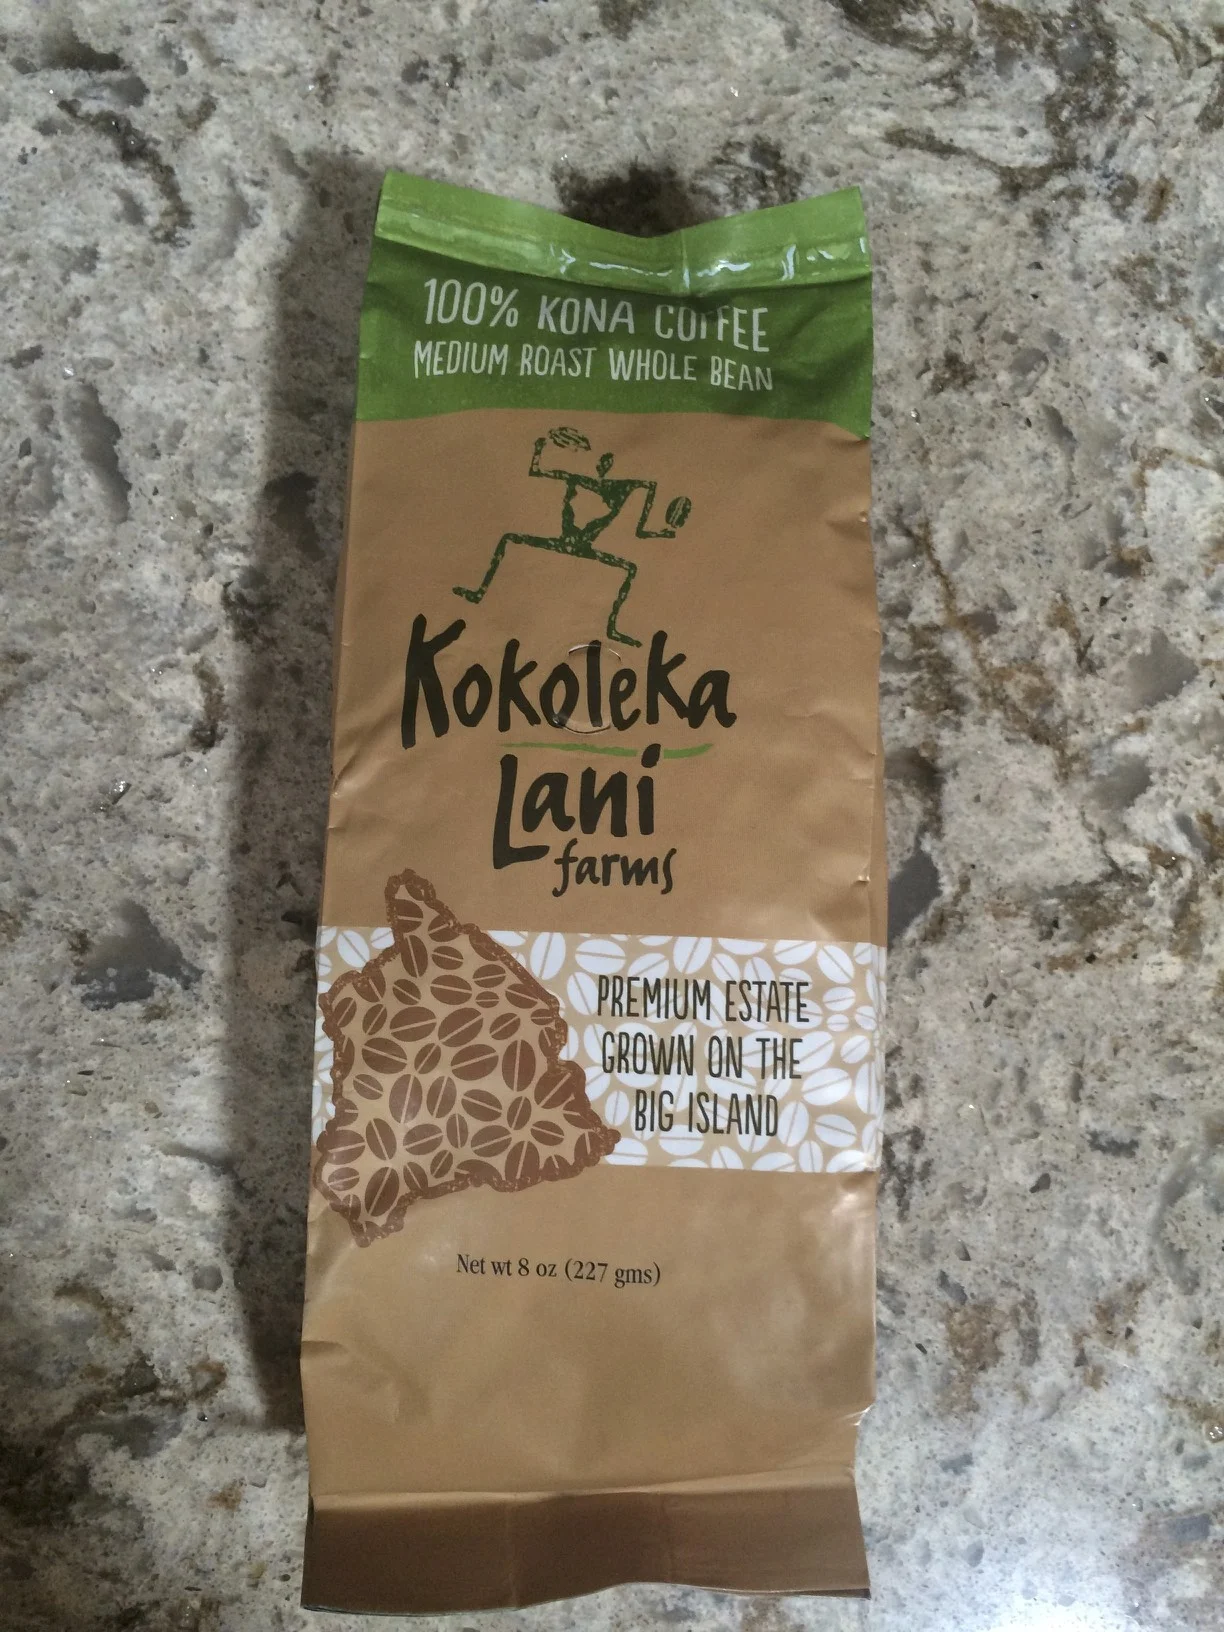 100% KONA COFFEE
MEDIUM ROAST WHOLE BEAN
Kokoleka
Lani
farms
PREMIUM ESTATE
GROWN ON THE
BIG ISLAND
Net wt 8 oz (227 gms)